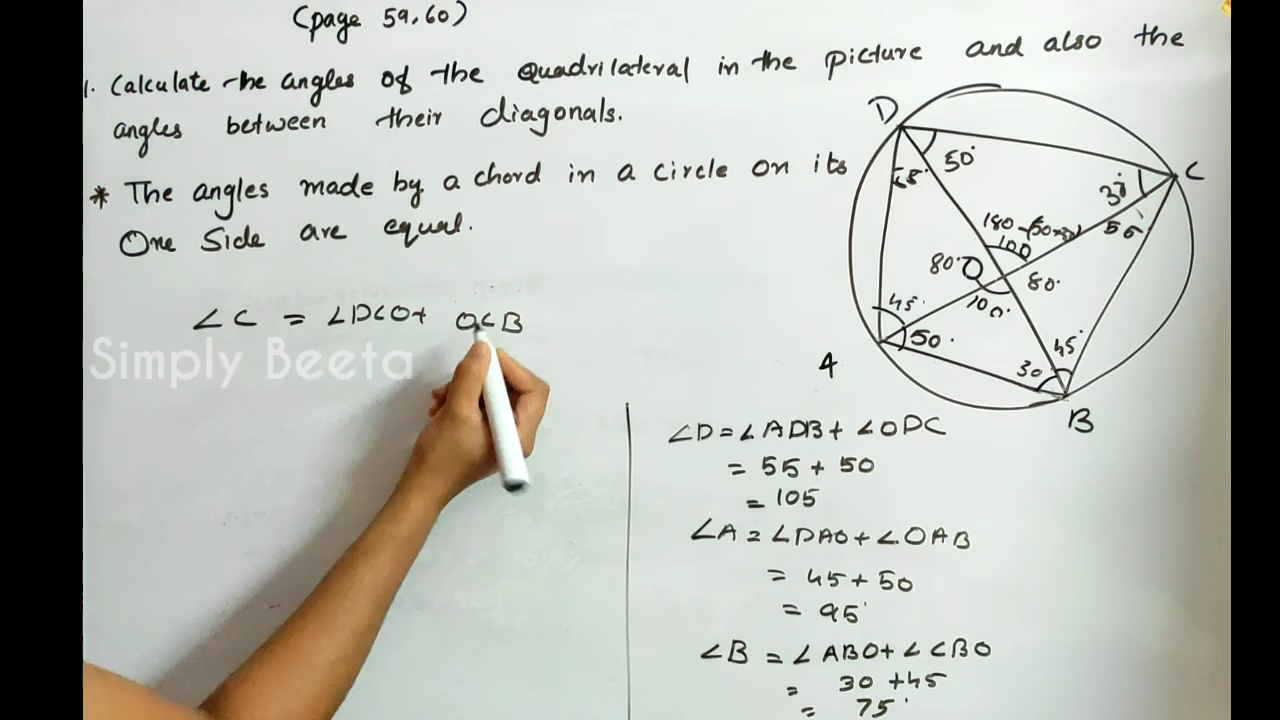 (page 59,60)
1. Calculate the angles of the quadrilateral in the picture and also the
angles between their diagonals.
* The angles made by a chord in a circle on its
One Side are equal.
∠C = ∠DCO+ OCB
Simply Beeta
D
50°
C
30°
55°
180-(50+30)
100
80°
O
80°
100°
45°
50°
45°
30
A
B
∠D = ∠ADB + ∠ODC
= 55 + 50
= 105
∠A = ∠DAO + ∠OAB
= 45 + 50
= 95°
∠B = ∠ABO + ∠CBO
= 30 + 45
= 75°